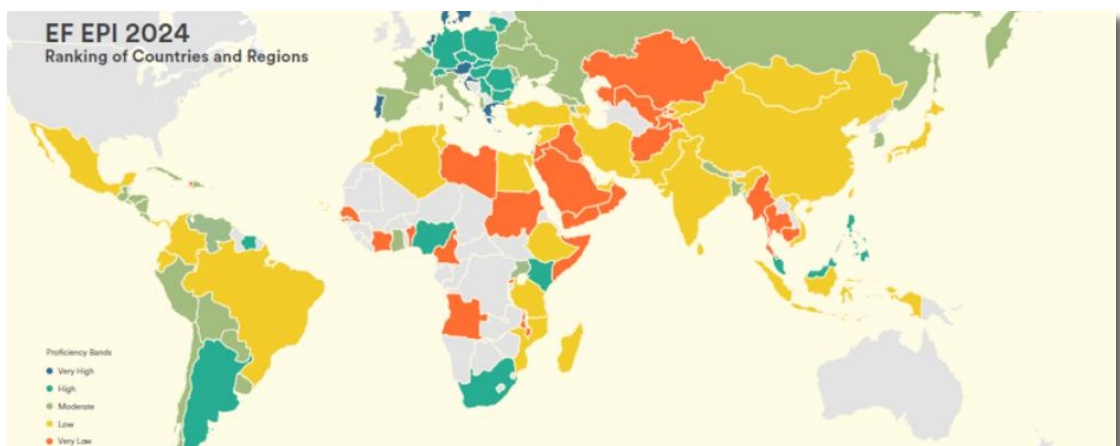 EF EPI 2024
Ranking of Countries and Regions
Proficiency Bands
Very High
High
Moderate
Low
Very Low